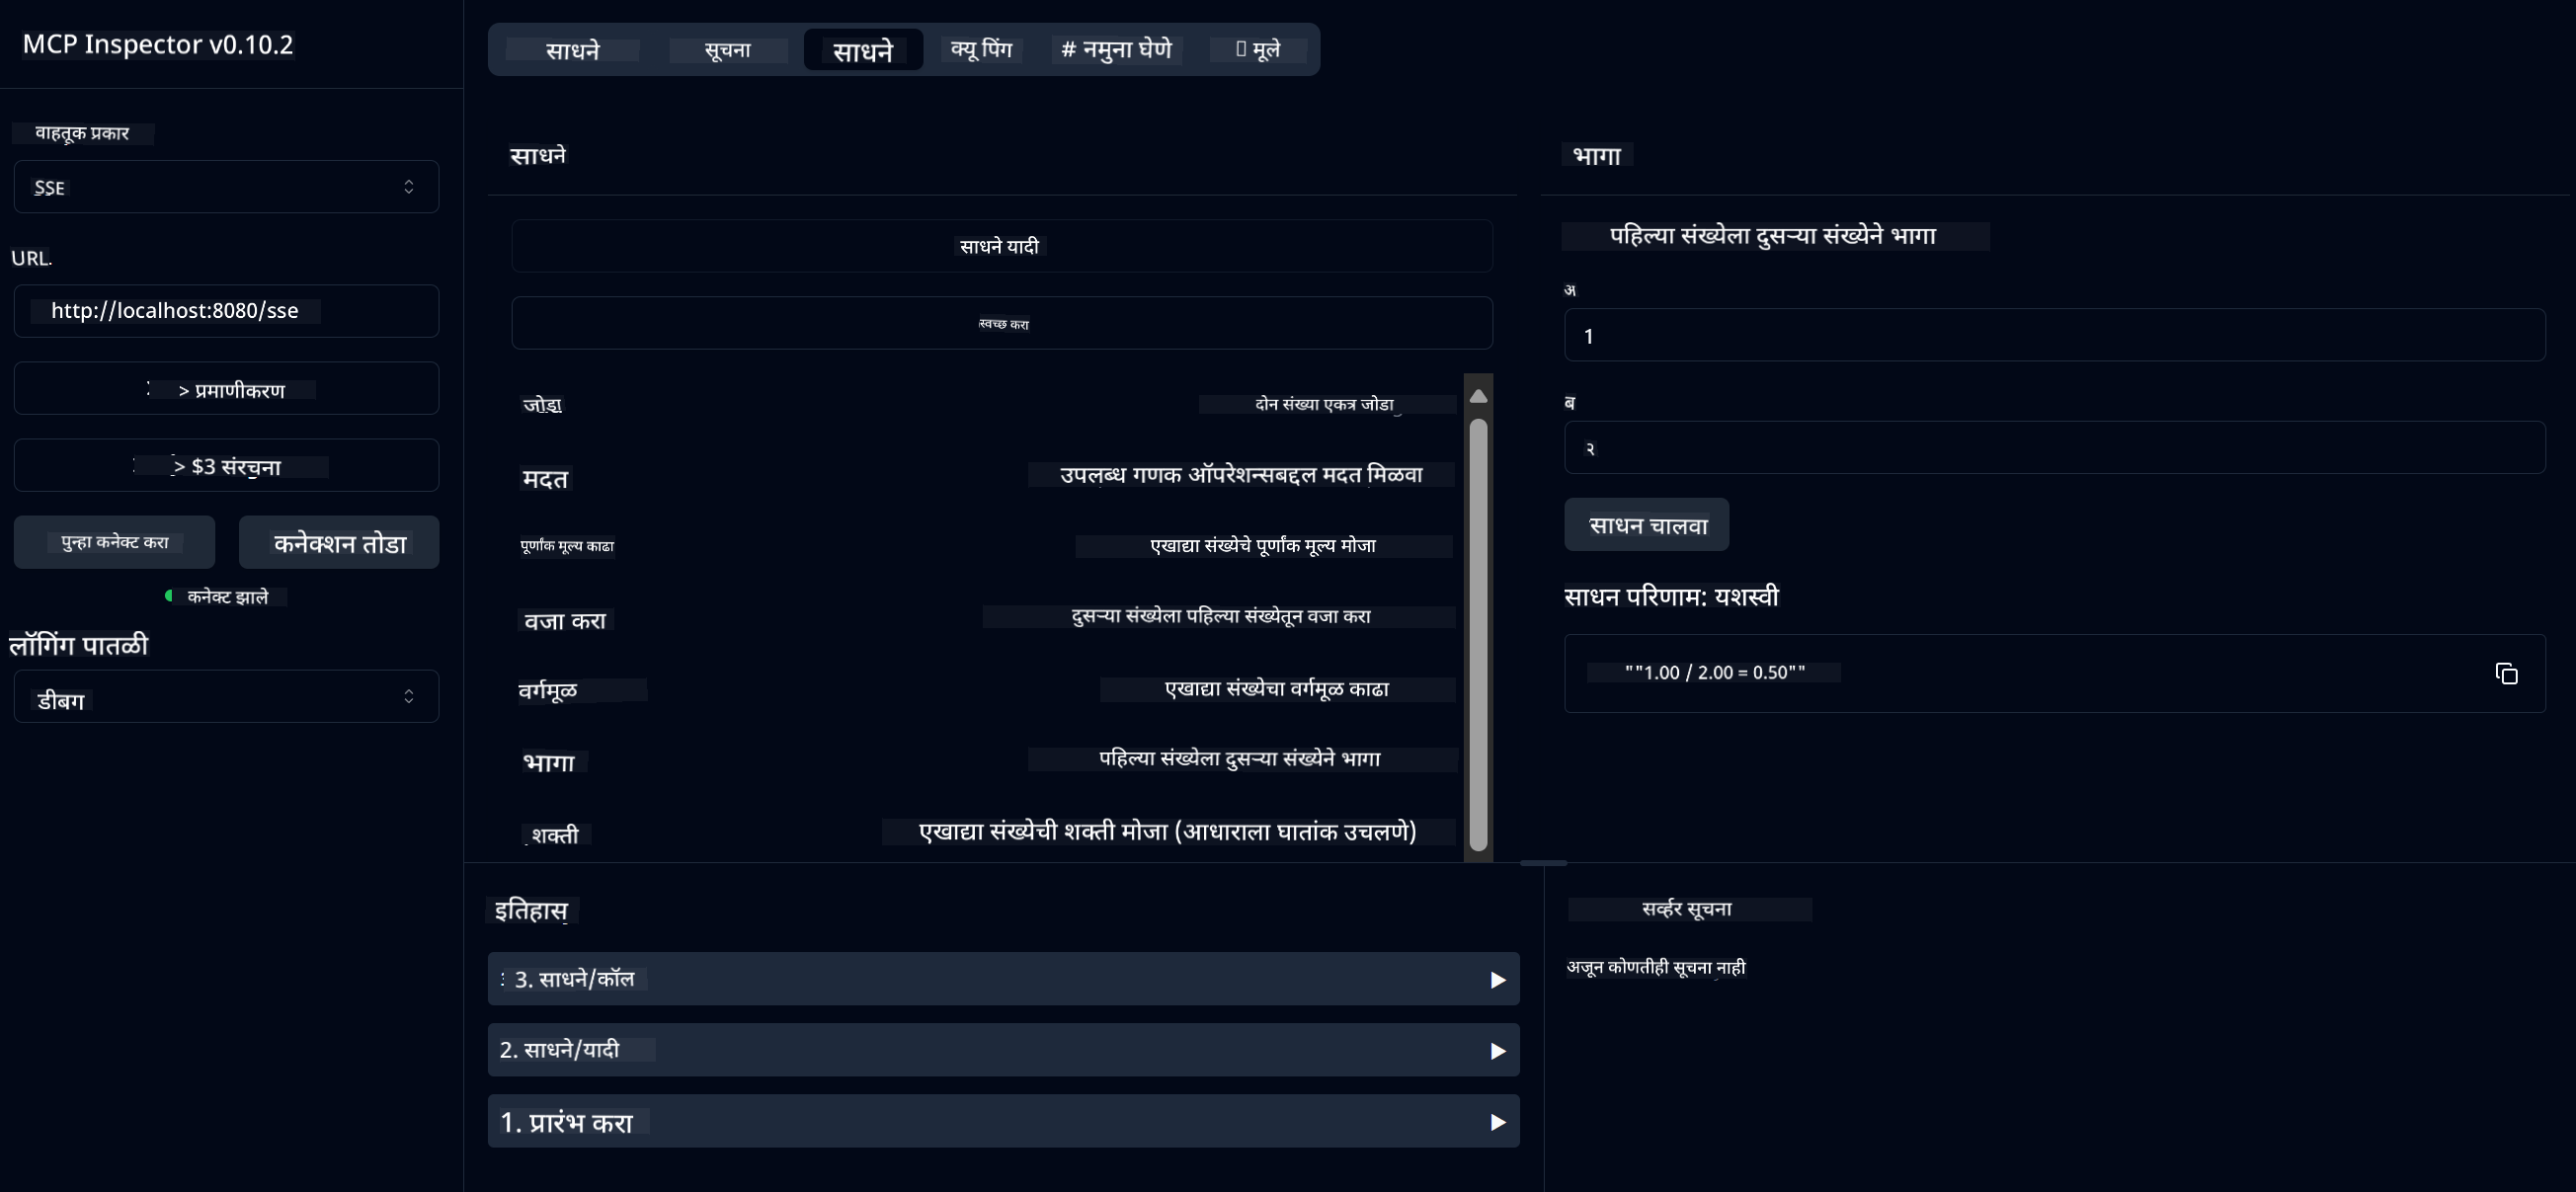 MCP Inspector v0.10.2
वाहतूक प्रकार
SSE
URL
http://localhost:8080/sse
> प्रमाणीकरण
> $3 संरचना
पुन्हा कनेक्ट करा
कनेक्शन तोडा
कनेक्ट झाले
लॉगिंग पातळी
डीबग
साधने
सूचना
साधने
क्यू पिंग
# नमुना घेणे
मूले
साधने
साधने यादी
स्वच्छ करा
जोडा
दोन संख्या एकत्र जोडा
मदत
उपलब्ध गणक ऑपरेशन्सबद्दल मदत मिळवा
पूर्णांक मूल्य काढा
एखाद्या संख्येचे पूर्णांक मूल्य मोजा
वजा करा
दुसऱ्या संख्येला पहिल्या संख्येतून वजा करा
वर्गमूळ
एखाद्या संख्येचा वर्गमूळ काढा
भागा
पहिल्या संख्येला दुसऱ्या संख्येने भागा
शक्ती
एखाद्या संख्येची शक्ती मोजा (आधाराला घातांक उचलणे)
भागा
पहिल्या संख्येला दुसऱ्या संख्येने भागा
अ
1
ब
२
साधन चालवा
साधन परिणाम: यशस्वी
""1.00 / 2.00 = 0.50""
इतिहास
3. साधने/कॉल
2. साधने/यादी
1. प्रारंभ करा
सर्व्हर सूचना
अजून कोणतीही सूचना नाही